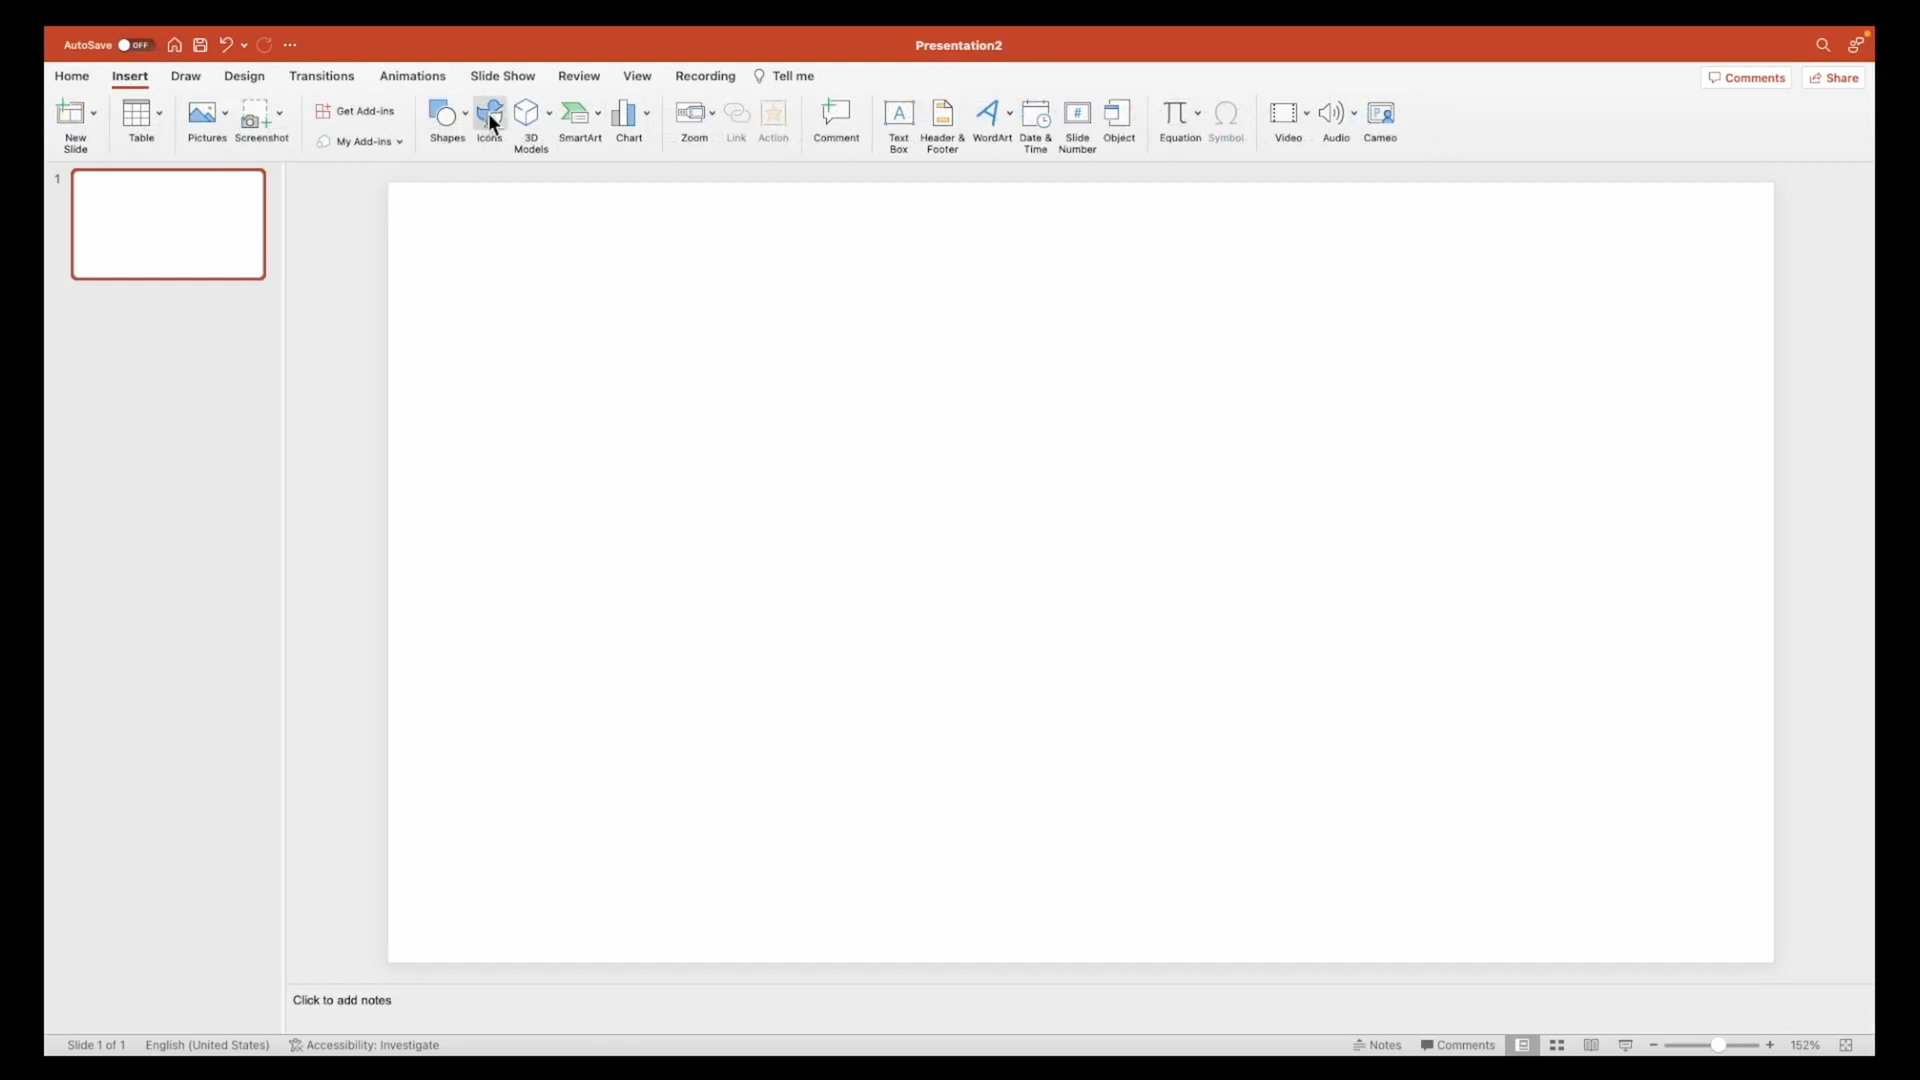 AutoSave OFF
Presentation2
Home Insert Draw Design Transitions Animations Slide Show Review View Recording Tell me
Comments Share
New Slide
Table
Pictures
Screenshot
Get Add-ins
My Add-ins
Shapes
Icons
3D Models
SmartArt
Chart
Zoom
Link
Action
Comment
A
Text Box
Header & Footer
WordArt
Date & Time
#
Slide Number
Object
π
Equation
Ω
Symbol
Video
Audio
Cameo
1
Click to add notes
Slide 1 of 1 English (United States) Accessibility: Investigate
Notes Comments 152%